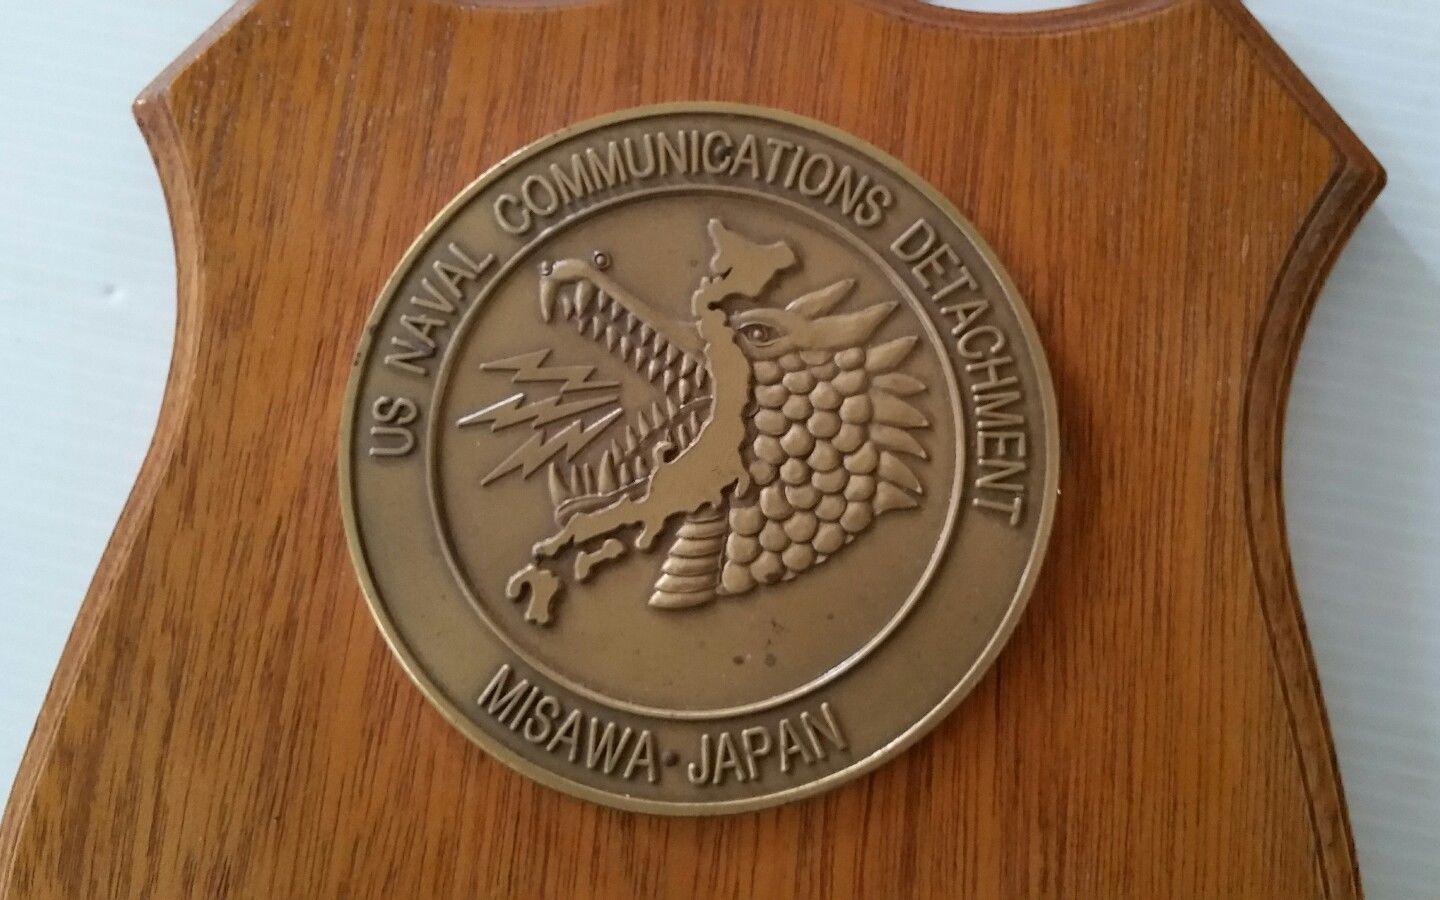 US NAVAL COMMUNICATIONS DETACHMENT
MISAWA · JAPAN